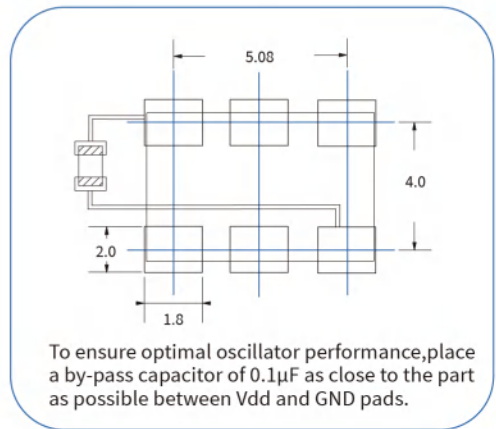 5.08
4.0
2.0
1.8
To ensure optimal oscillator performance,place
a by-pass capacitor of 0.1µF as close to the part
as possible between Vdd and GND pads.